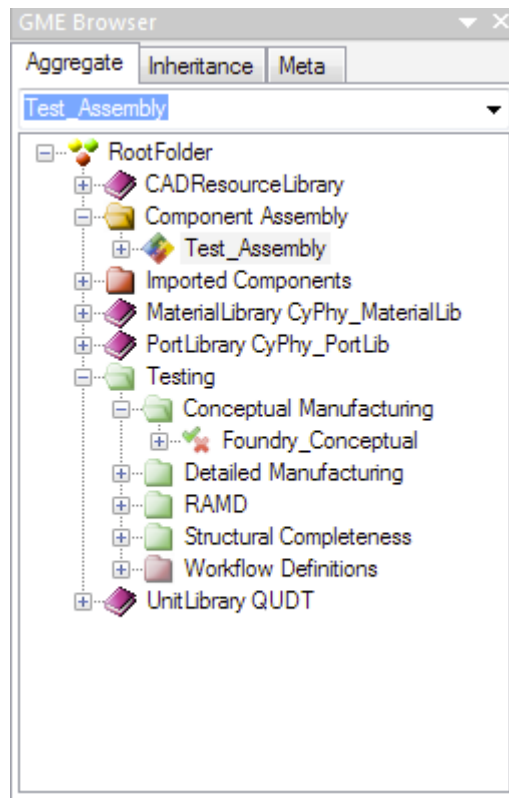 GME Browser
Aggregate Inheritance Meta
Test_Assembly
RootFolder
CADResourceLibrary
Component Assembly
Test_Assembly
Imported Components
MaterialLibrary CyPhy_MaterialLib
PortLibrary CyPhy_PortLib
Testing
Conceptual Manufacturing
Foundry_Conceptual
Detailed Manufacturing
RAMD
Structural Completeness
Workflow Definitions
UnitLibrary QUDT